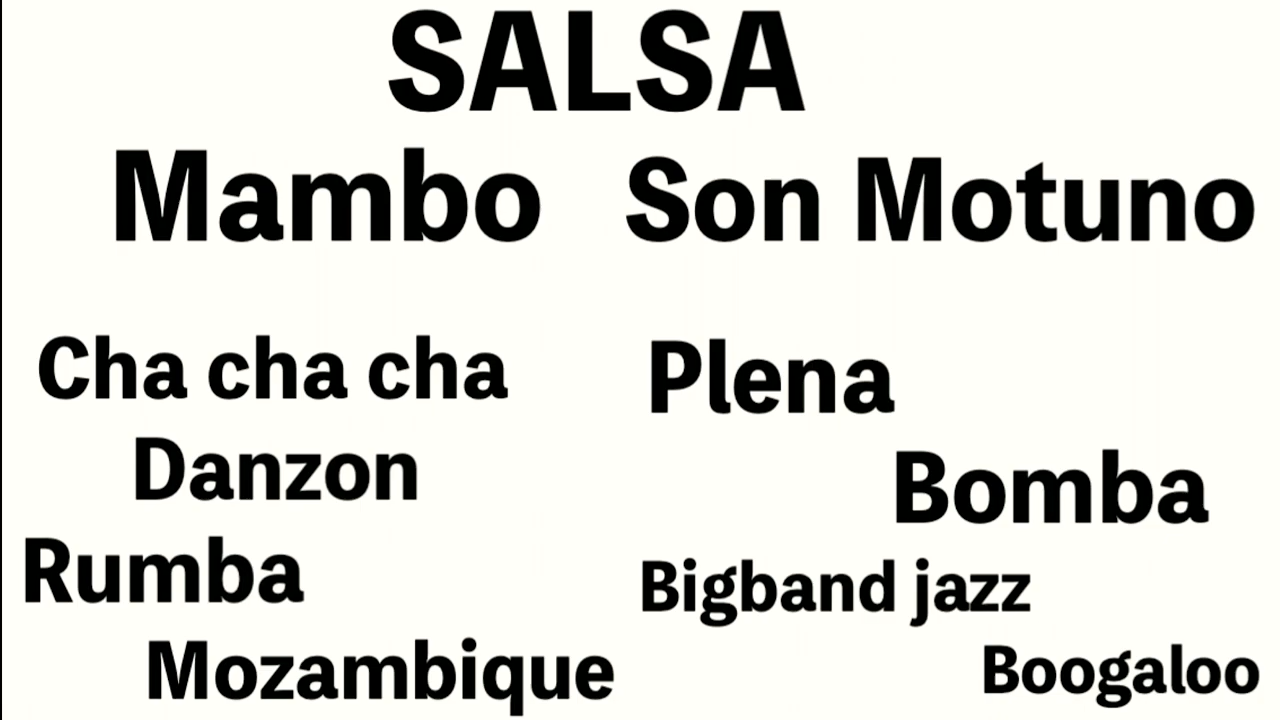 SALSA
Mambo
Son Motuno
Cha cha cha
Plena
Danzon
Bomba
Rumba
Bigband jazz
Mozambique
Boogaloo